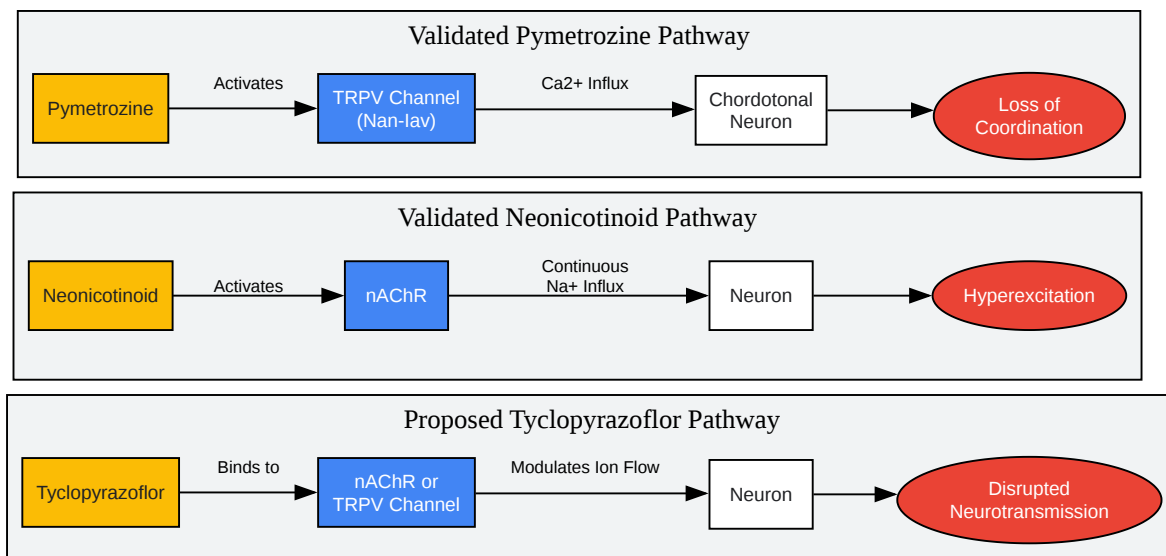 Validated Pymetrozine Pathway
Pymetrozine
Activates
TRPV Channel
(Nan-Iav)
Ca2+ Influx
Chordotonal
Neuron
Loss of
Coordination
Validated Neonicotinoid Pathway
Neonicotinoid
Activates
nAChR
Continuous
Na+ Influx
Neuron
Hyperexcitation
Proposed Tyclopyrazoflor Pathway
Tyclopyrazoflor
Binds to
nAChR or
TRPV Channel
Modulates Ion Flow
Neuron
Disrupted
Neurotransmission